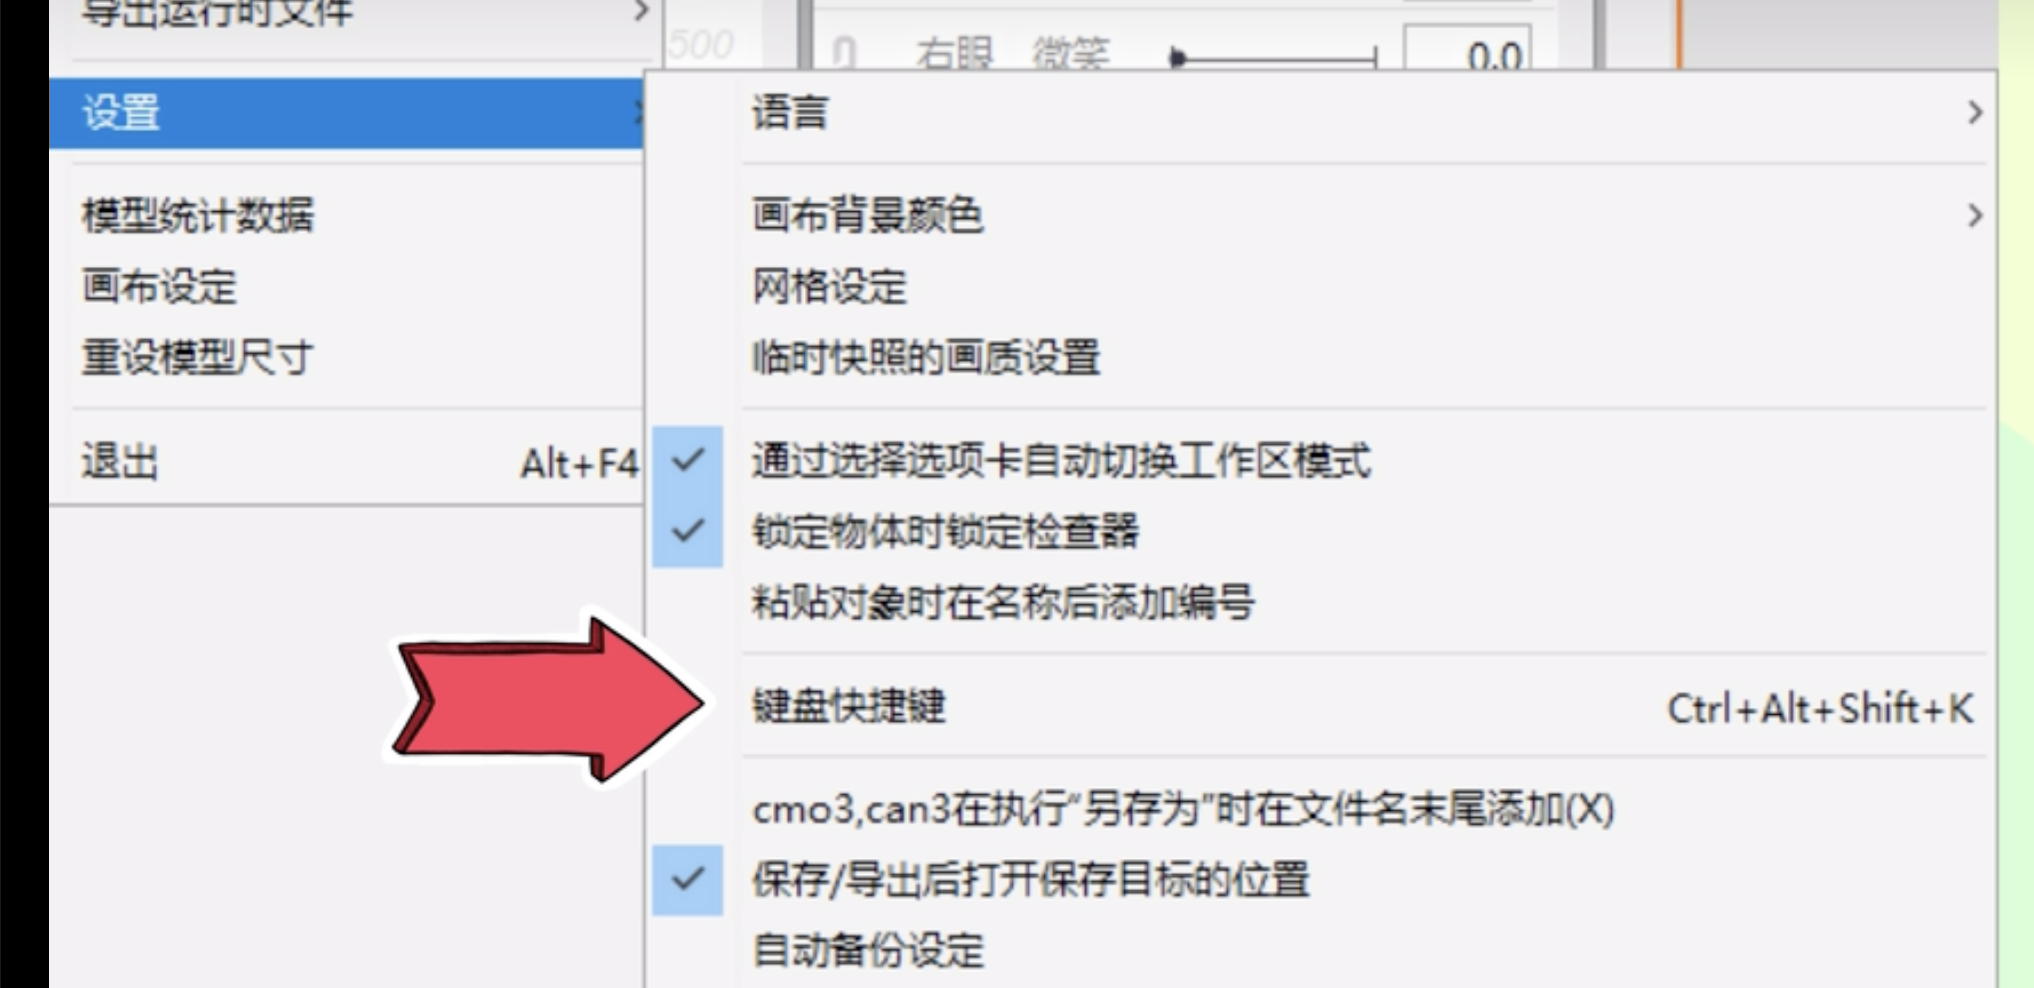 导出运行时文件
500
右眼 微笑 0.0
设置
模型统计数据
画布设定
重设模型尺寸
退出 Alt+F4
语言
画布背景颜色
网格设定
临时快照的画质设置
通过选择选项卡自动切换工作区模式
锁定物体时锁定检查器
粘贴对象时在名称后添加编号
键盘快捷键 Ctrl+Alt+Shift+K
cmo3,can3在执行“另存为”时在文件名末尾添加(X)
保存/导出后打开保存目标的位置
自动备份设定